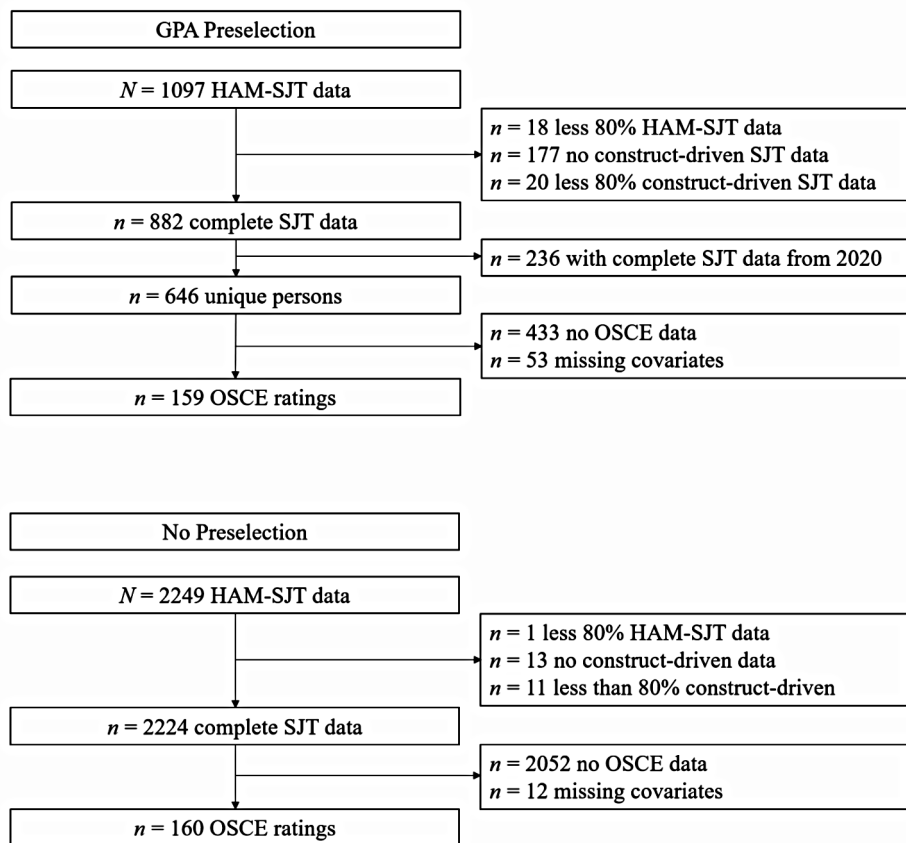 GPA Preselection
N = 1097 HAM-SJT data
n = 18 less 80% HAM-SJT data
n = 177 no construct-driven SJT data
n = 20 less 80% construct-driven SJT data
n = 882 complete SJT data
n = 236 with complete SJT data from 2020
n = 646 unique persons
n = 433 no OSCE data
n = 53 missing covariates
n = 159 OSCE ratings
No Preselection
N = 2249 HAM-SJT data
n = 1 less 80% HAM-SJT data
n = 13 no construct-driven data
n = 11 less than 80% construct-driven
n = 2224 complete SJT data
n = 2052 no OSCE data
n = 12 missing covariates
n = 160 OSCE ratings